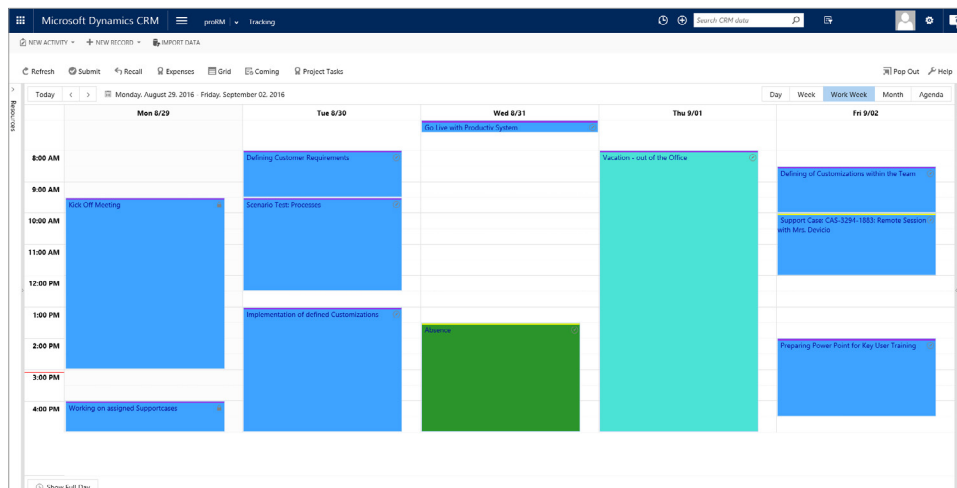 Microsoft Dynamics CRM proRM Tracking Search CRM data
NEW ACTIVITY NEW RECORD IMPORT DATA
Refresh Submit Recall Expenses Grid Coming Project Tasks Pop Out Help
Today Monday, August 29, 2016 - Friday, September 02, 2016 Day Week Work Week Month Agenda
Resources
Mon 8/29 Tue 8/30 Wed 8/31 Thu 9/01 Fri 9/02
Go Live with Productiv System
8:00 AM Defining Customer Requirements Vacation - out of the Office
Defining of Customizations within the Team
9:00 AM
Kick Off Meeting Scenario Test: Processes
10:00 AM Support Case: CAS-3294-1883: Remote Session
with Mrs. Devicio
11:00 AM
12:00 PM
1:00 PM Implementation of defined Customizations
Absence
2:00 PM Preparing Power Point for Key User Training
3:00 PM
4:00 PM Working on assigned Supportcases
Show Full Day